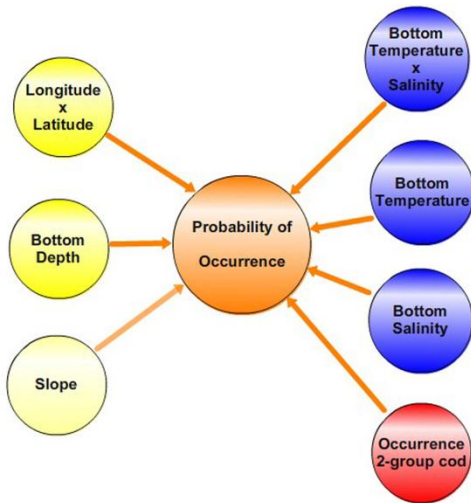 Longitude
x
Latitude
Bottom
Depth
Slope
Probability of
Occurrence
Bottom
Temperature
x
Salinity
Bottom
Temperature
Bottom
Salinity
Occurrence
2-group cod